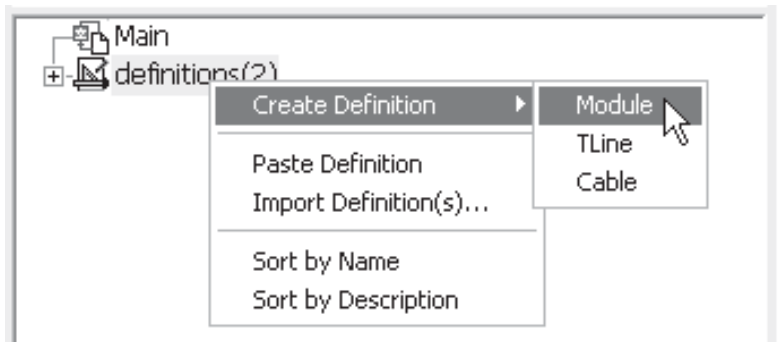 Main
definitions(2)
Create Definition
Module
TLine
Cable
Paste Definition
Import Definition(s)...
Sort by Name
Sort by Description